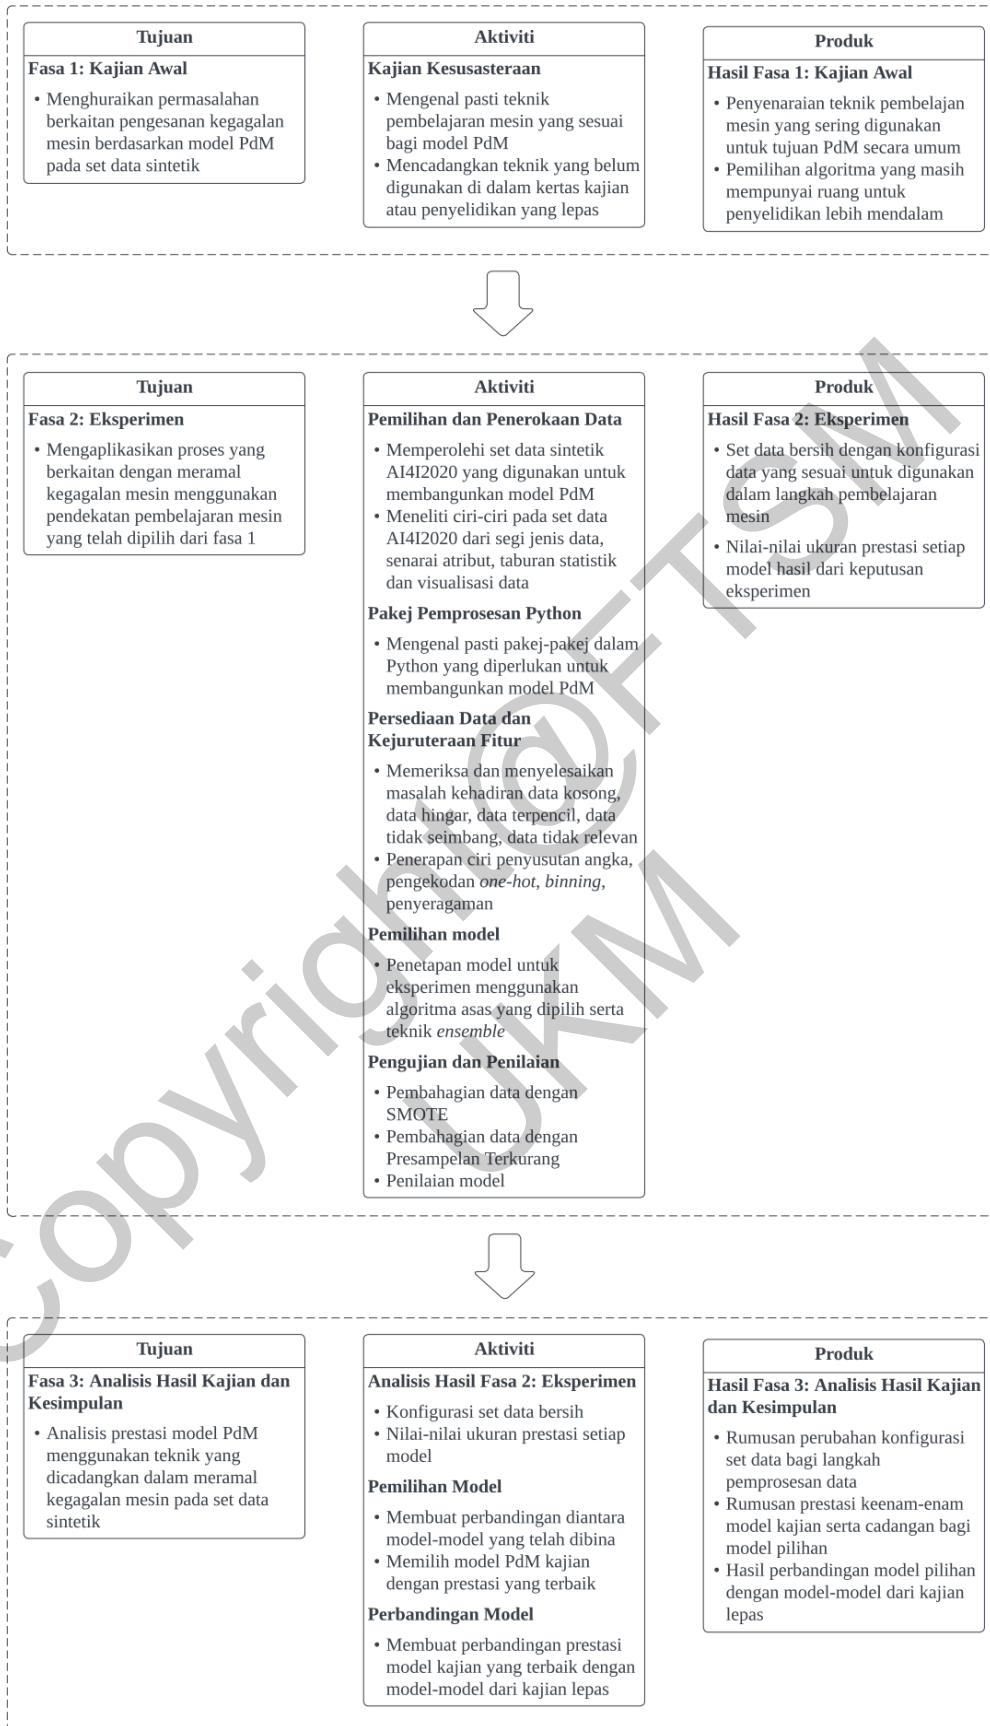 Tujuan
Fasa 1: Kajian Awal
• Menghuraikan permasalahan
berkaitan pengesanan kegagalan
mesin berdasarkan model PdM
pada set data sintetik
Aktiviti
Kajian Kesusasteraan
• Mengenal pasti teknik
pembelajaran mesin yang sesuai
bagi model PdM
• Mencadangkan teknik yang belum
digunakan di dalam kertas kajian
atau penyelidikan yang lepas
Produk
Hasil Fasa 1: Kajian Awal
• Penyenaraian teknik pembelajan
mesin yang sering digunakan
untuk tujuan PdM secara umum
• Pemilihan algoritma yang masih
mempunyai ruang untuk
penyelidikan lebih mendalam
Tujuan
Fasa 2: Eksperimen
• Mengaplikasikan proses yang
berkaitan dengan meramal
kegagalan mesin menggunakan
pendekatan pembelajaran mesin
yang telah dipilih dari fasa 1
Aktiviti
Pemilihan dan Penerokaan Data
• Memperolehi set data sintetik
AI4I2020 yang digunakan untuk
membangunkan model PdM
• Meneliti ciri-ciri pada set data
AI4I2020 dari segi jenis data,
senarai atribut, taburan statistik
dan visualisasi data
Pakej Pemprosesan Python
• Mengenal pasti pakej-pakej dalam
Python yang diperlukan untuk
membangunkan model PdM
Persediaan Data dan
Kejuruteraan Fitur
• Memeriksa dan menyelesaikan
masalah kehadiran data kosong,
data hingar, data terpencil, data
tidak seimbang, data tidak relevan
• Penerapan ciri penyusutan angka,
pengekodan one-hot, binning,
penyeragaman
Pemilihan model
• Penetapan model untuk
eksperimen menggunakan
algoritma asas yang dipilih serta
teknik ensemble
Pengujian dan Penilaian
• Pembahagian data dengan
SMOTE
• Pembahagian data dengan
Presampelan Terkurang
• Penilaian model
Produk
Hasil Fasa 2: Eksperimen
• Set data bersih dengan konfigurasi
data yang sesuai untuk digunakan
dalam langkah pembelajaran
mesin
• Nilai-nilai ukuran prestasi setiap
model hasil dari keputusan
eksperimen
Tujuan
Fasa 3: Analisis Hasil Kajian dan
Kesimpulan
• Analisis prestasi model PdM
menggunakan teknik yang
dicadangkan dalam meramal
kegagalan mesin pada set data
sintetik
Aktiviti
Analisis Hasil Fasa 2: Eksperimen
• Konfigurasi set data bersih
• Nilai-nilai ukuran prestasi setiap
model
Pemilihan Model
• Membuat perbandingan diantara
model-model yang telah dibina
• Memilih model PdM kajian
dengan prestasi yang terbaik
Perbandingan Model
• Membuat perbandingan prestasi
model kajian yang terbaik dengan
model-model dari kajian lepas
Produk
Hasil Fasa 3: Analisis Hasil Kajian
dan Kesimpulan
• Rumusan perubahan konfigurasi
set data bagi langkah
pemprosesan data
• Rumusan prestasi keenam-enam
model kajian serta cadangan bagi
model pilihan
• Hasil perbandingan model pilihan
dengan model-model dari kajian
lepas
Copyright@FTSM
UKM